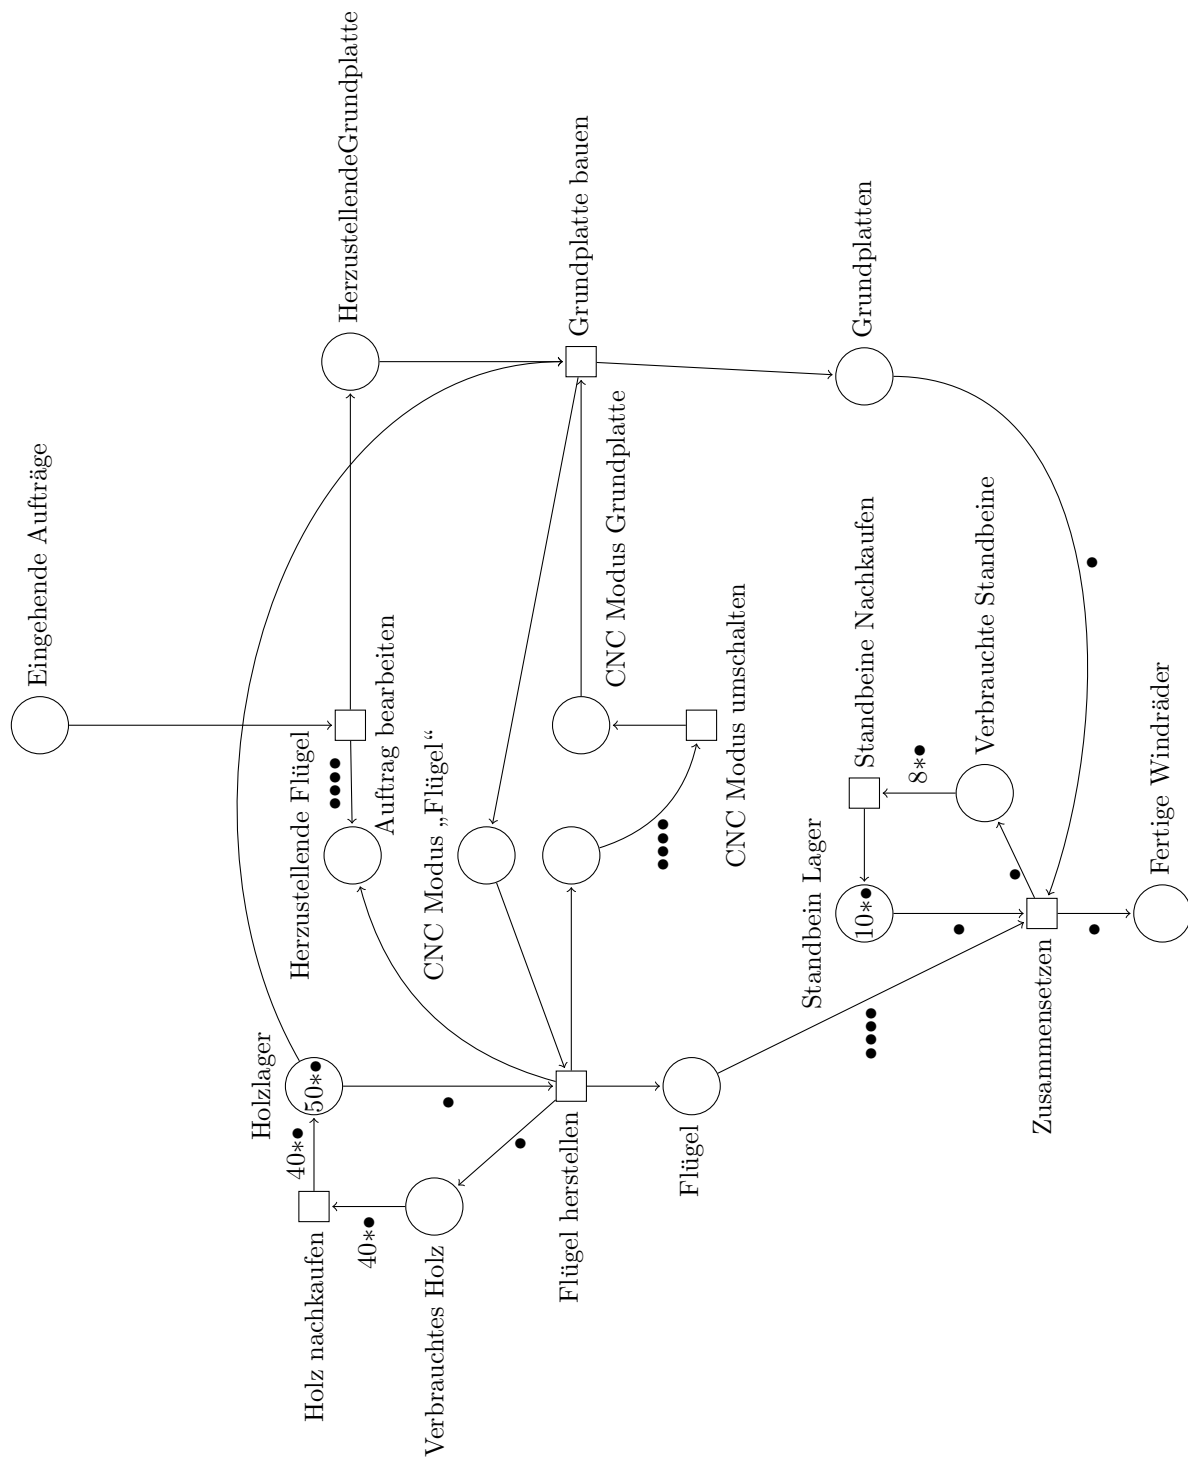 Eingehende Aufträge
HerzustellendeGrundplatte
Herzustellende Flügel
Auftrag bearbeiten
Holzlager
50*●
40*●
Holz nachkaufen
40*●
Verbrauchtes Holz
CNC Modus „Flügel“
Grundplatte bauen
CNC Modus Grundplatte
CNC Modus umschalten
Flügel herstellen
Flügel
Grundplatten
Standbein Lager
10*●
Standbeine Nachkaufen
8*●
Verbrauchte Standbeine
Zusammensetzen
Fertige Windräder